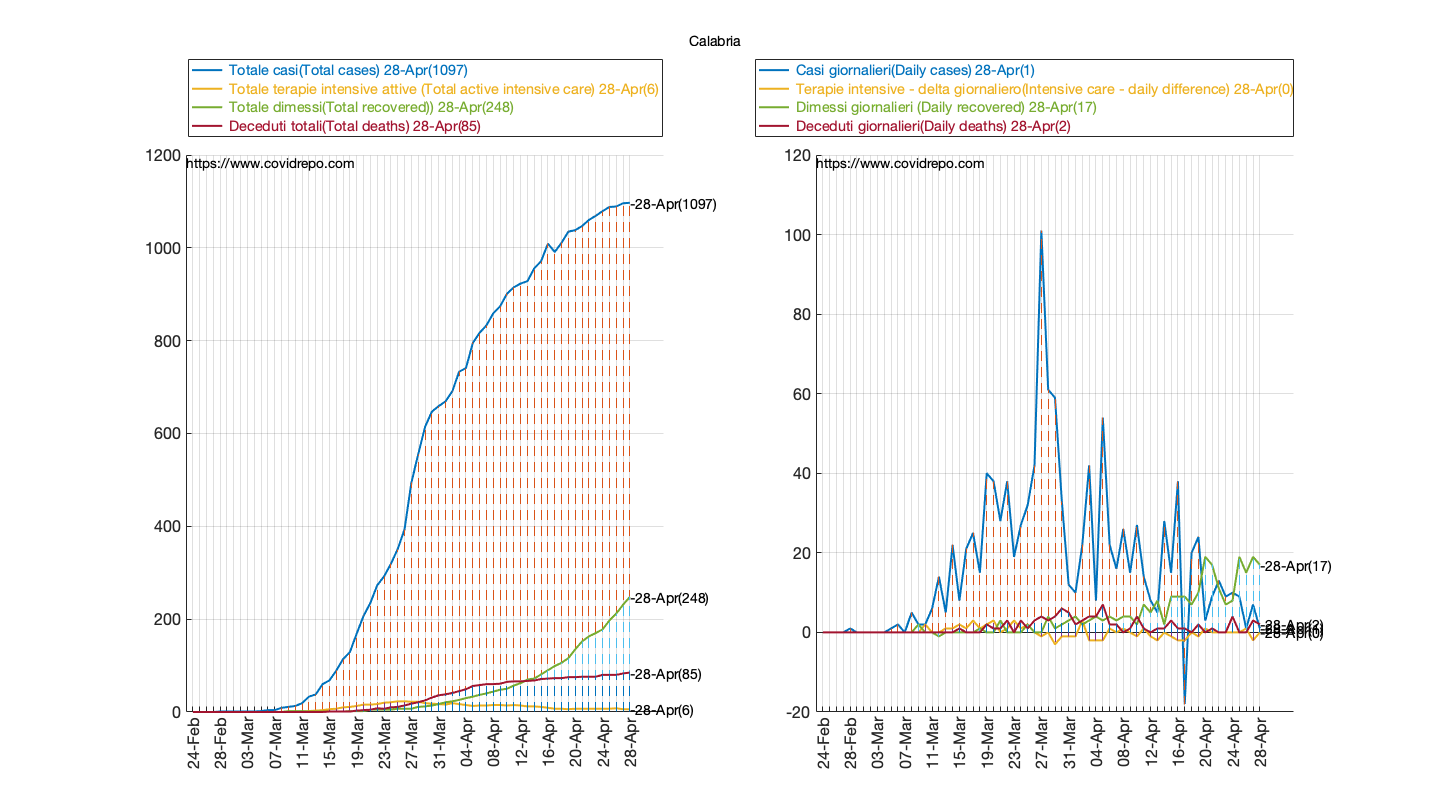 Calabria
Totale casi(Total cases) 28-Apr(1097)
Totale terapie intensive attive (Total active intensive care) 28-Apr(6)
Totale dimessi(Total recovered)) 28-Apr(248)
Deceduti totali(Total deaths) 28-Apr(85)
1200
https://www.covidrepo.com
-28-Apr(1097)
1000
800
600
400
-28-Apr(248)
200
-28-Apr(85)
0
-28-Apr(6)
24-Feb
28-Feb
03-Mar
07-Mar
11-Mar
15-Mar
19-Mar
23-Mar
27-Mar
31-Mar
04-Apr
08-Apr
12-Apr
16-Apr
20-Apr
24-Apr
28-Apr
Casi giornalieri(Daily cases) 28-Apr(1)
Terapie intensive - delta giornaliero(Intensive care - daily difference) 28-Apr(0)
Dimessi giornalieri (Daily recovered) 28-Apr(17)
Deceduti giornalieri(Daily deaths) 28-Apr(2)
120
https://www.covidrepo.com
100
80
60
40
20
-28-Apr(17)
-28-Apr(2)
0
-28-Apr(0)
-20
24-Feb
28-Feb
03-Mar
07-Mar
11-Mar
15-Mar
19-Mar
23-Mar
27-Mar
31-Mar
04-Apr
08-Apr
12-Apr
16-Apr
20-Apr
24-Apr
28-Apr